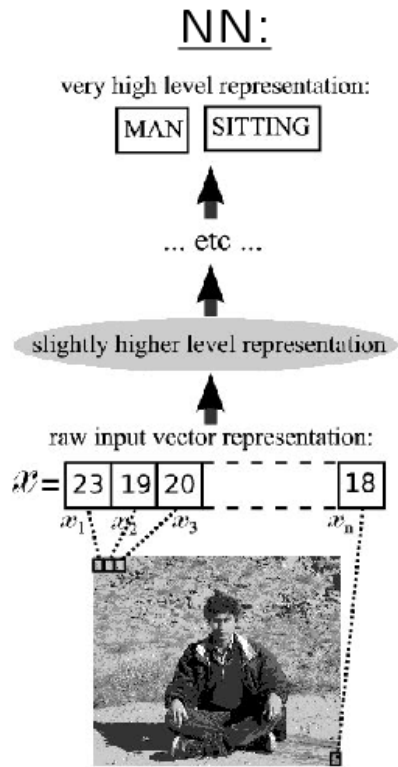 NN:
very high level representation:
MAN SITTING
... etc ...
slightly higher level representation
raw input vector representation:
x = 23 19 20 18
x1 x2 x3 xn